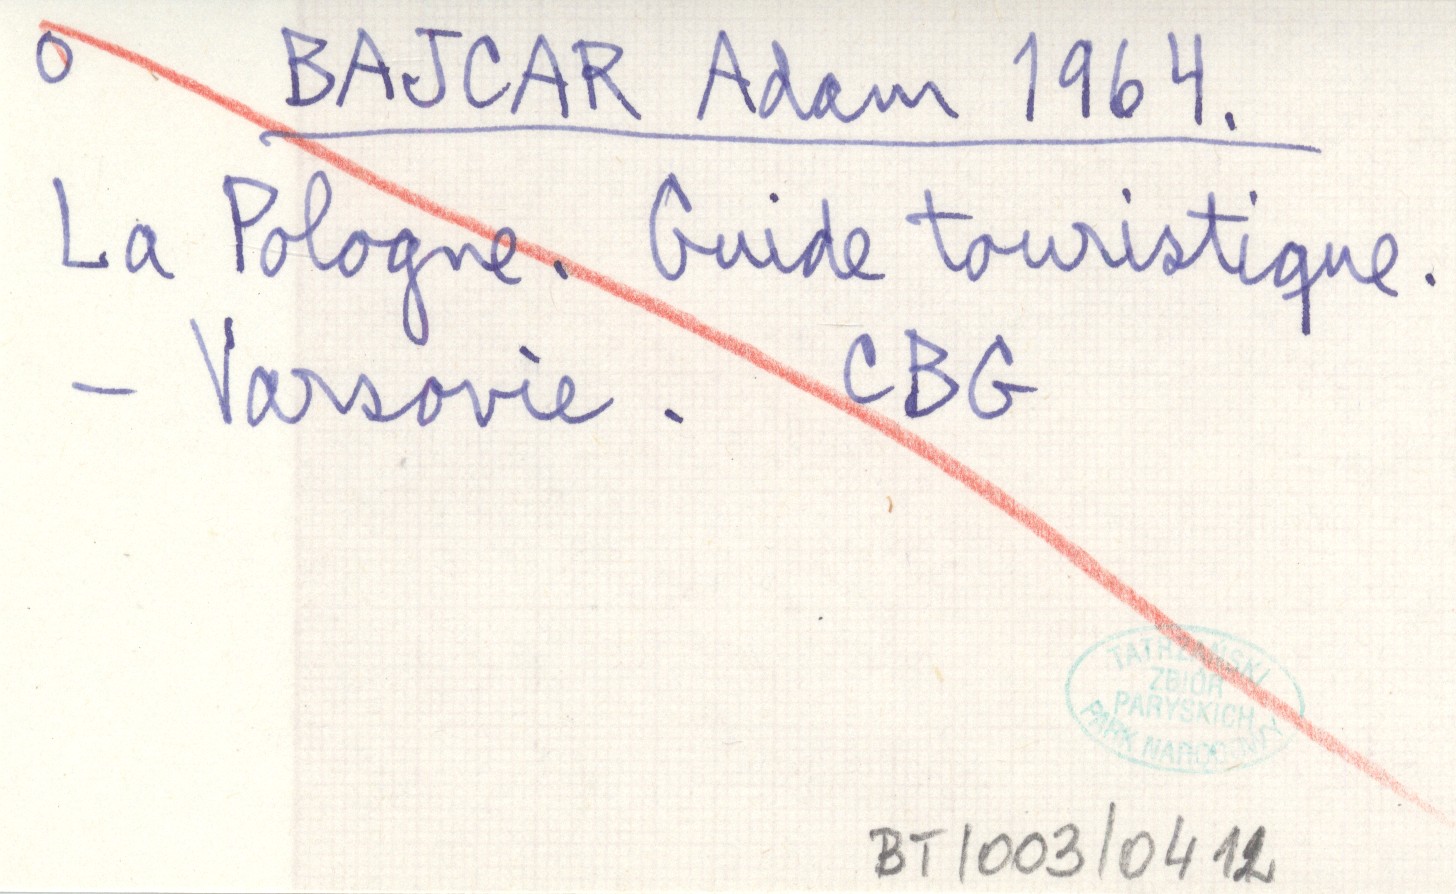 o BAJCAR Adam 1964.
La Pologne. Guide touristique.
- Varsovie. CBG
TATRZAŃSKI
ZBIÓR
PARYSKICH
PARK NARODOWY
BT/003/0412